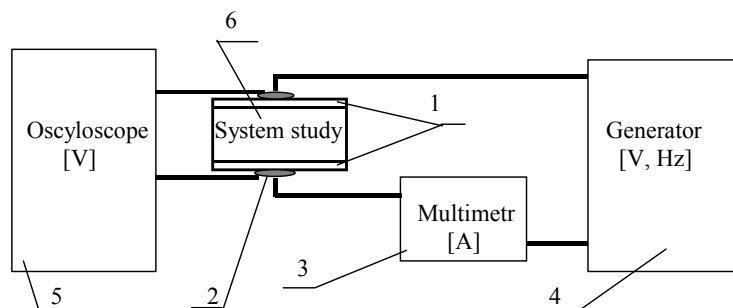 6
1
Oscyloscope
[V]
System study
Generator
[V, Hz]
Multimetr
[A]
5
2
3
4